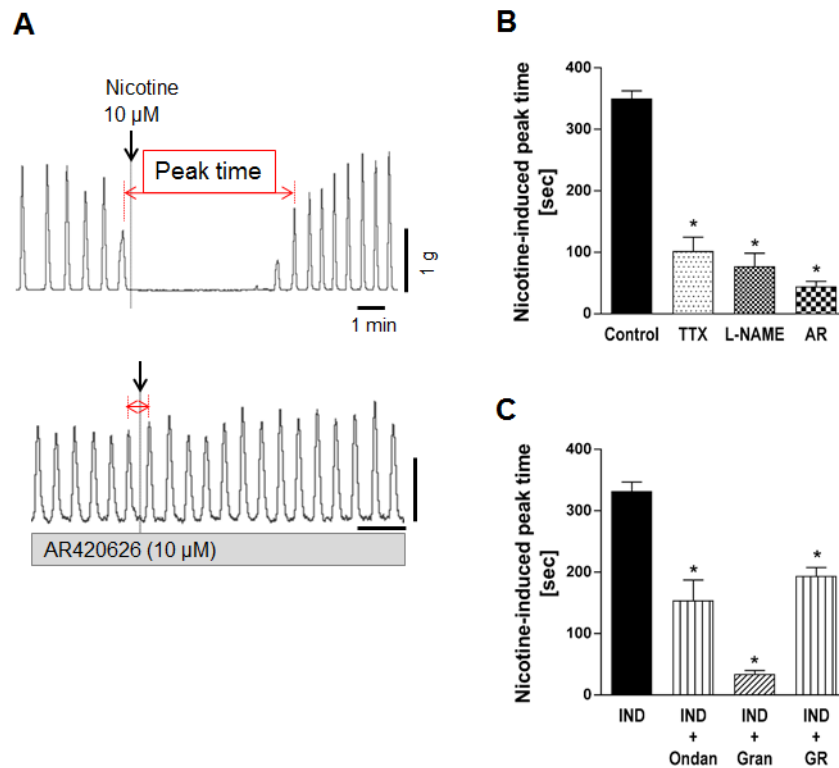 A
Nicotine
10 µM
Peak time
1 g
1 min
AR420626 (10 µM)
B
Nicotine-induced peak time
[sec]
400
300
200
100
0
*
*
*
Control TTX L-NAME AR
C
Nicotine-induced peak time
[sec]
400
300
200
100
0
*
*
*
IND IND IND IND
+ + +
Ondan Gran GR